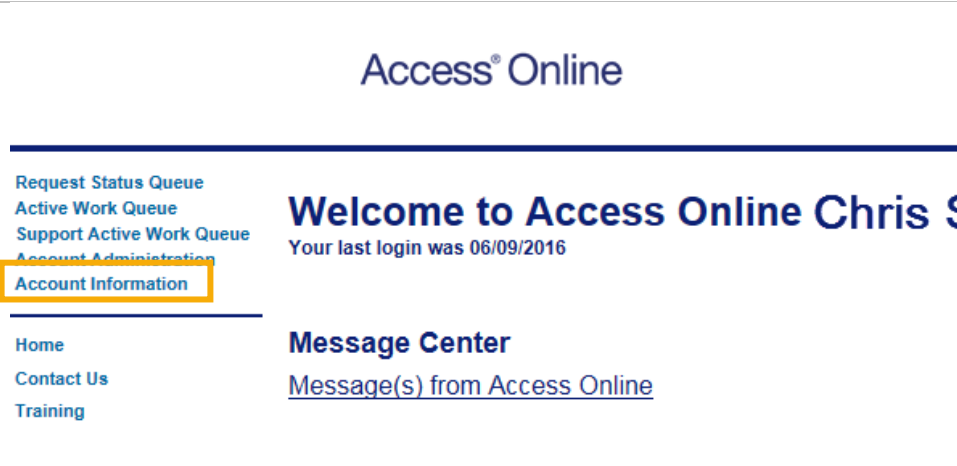 Access® Online
Request Status Queue
Active Work Queue
Support Active Work Queue
Account Administration
Account Information
Home
Contact Us
Training
Welcome to Access Online Chris
Your last login was 06/09/2016
Message Center
Message(s) from Access Online